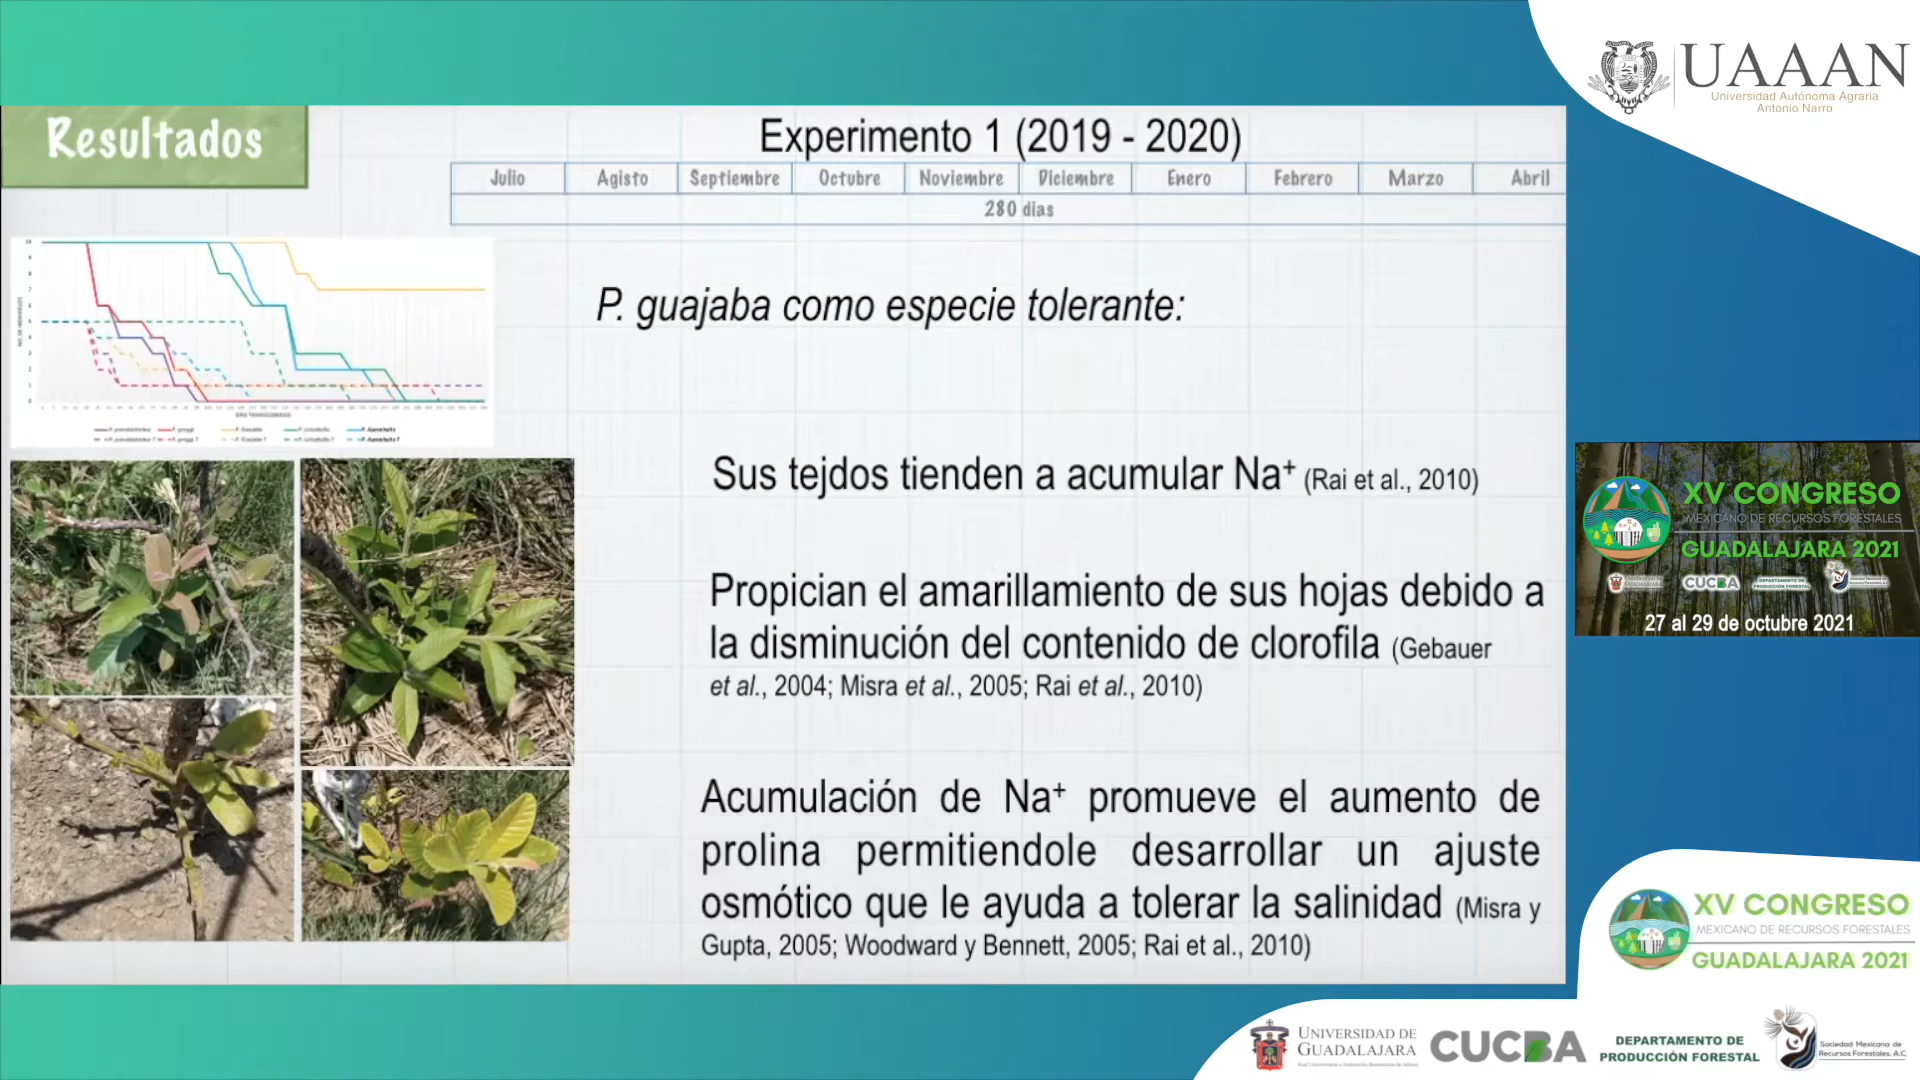 UAAAN
Universidad Autónoma Agraria
Antonio Narro
Resultados
Experimento 1 (2019 - 2020)
Julio Agisto Septiembre Octubre Noviembre Diciembre Enero Febrero Marzo Abril
280 dias
P. guajaba como especie tolerante:
Sus tejdos tienden a acumular Na+ (Rai et al., 2010)
Propician el amarillamiento de sus hojas debido a
la disminución del contenido de clorofila (Gebauer
et al., 2004; Misra et al., 2005; Rai et al., 2010)
Acumulación de Na+ promueve el aumento de
prolina permitiendole desarrollar un ajuste
osmótico que le ayuda a tolerar la salinidad (Misra y
Gupta, 2005; Woodward y Bennett, 2005; Rai et al., 2010)
XV CONGRESO
MEXICANO DE RECURSOS FORESTALES
GUADALAJARA 2021
CUCBA
27 al 29 de octubre 2021
XV CONGRESO
MEXICANO DE RECURSOS FORESTALES
GUADALAJARA 2021
UNIVERSIDAD DE
GUADALAJARA
CUCBA
DEPARTAMENTO DE
PRODUCCIÓN FORESTAL
Sociedad Mexicana de
Recursos Forestales, A.C.